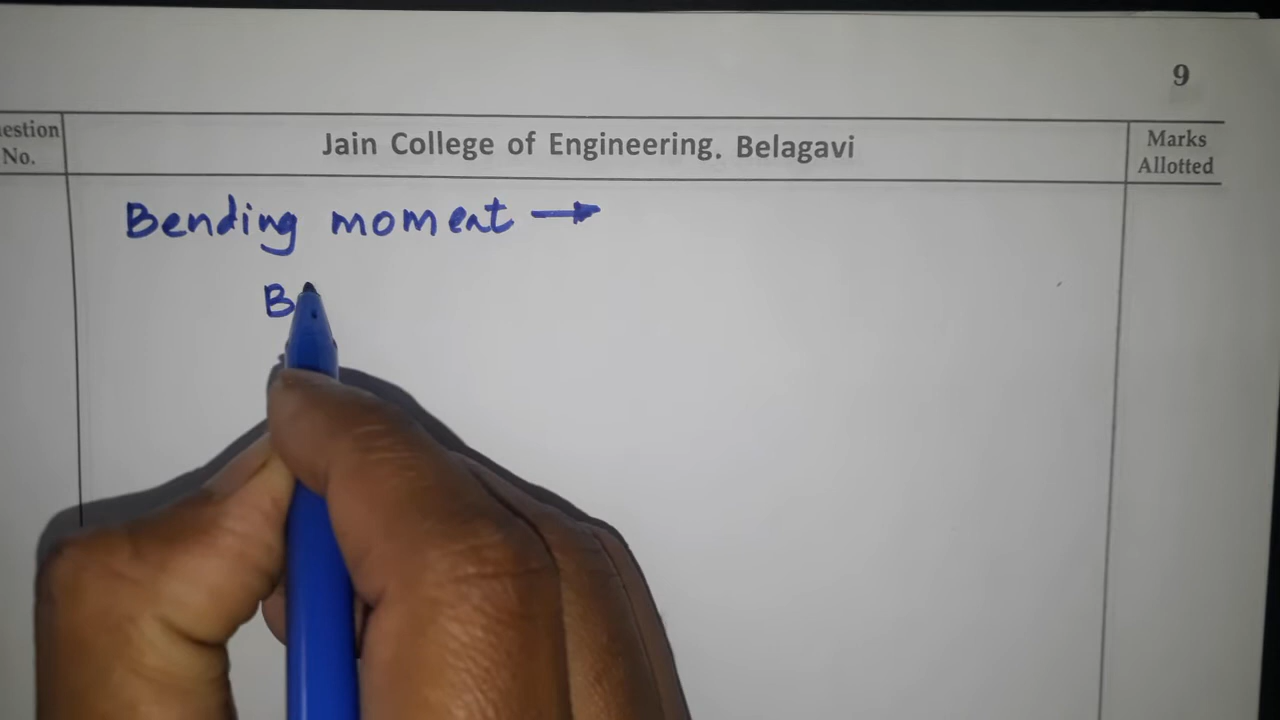 9
estion
No.
Jain College of Engineering. Belagavi
Marks
Allotted
Bending moment →
B